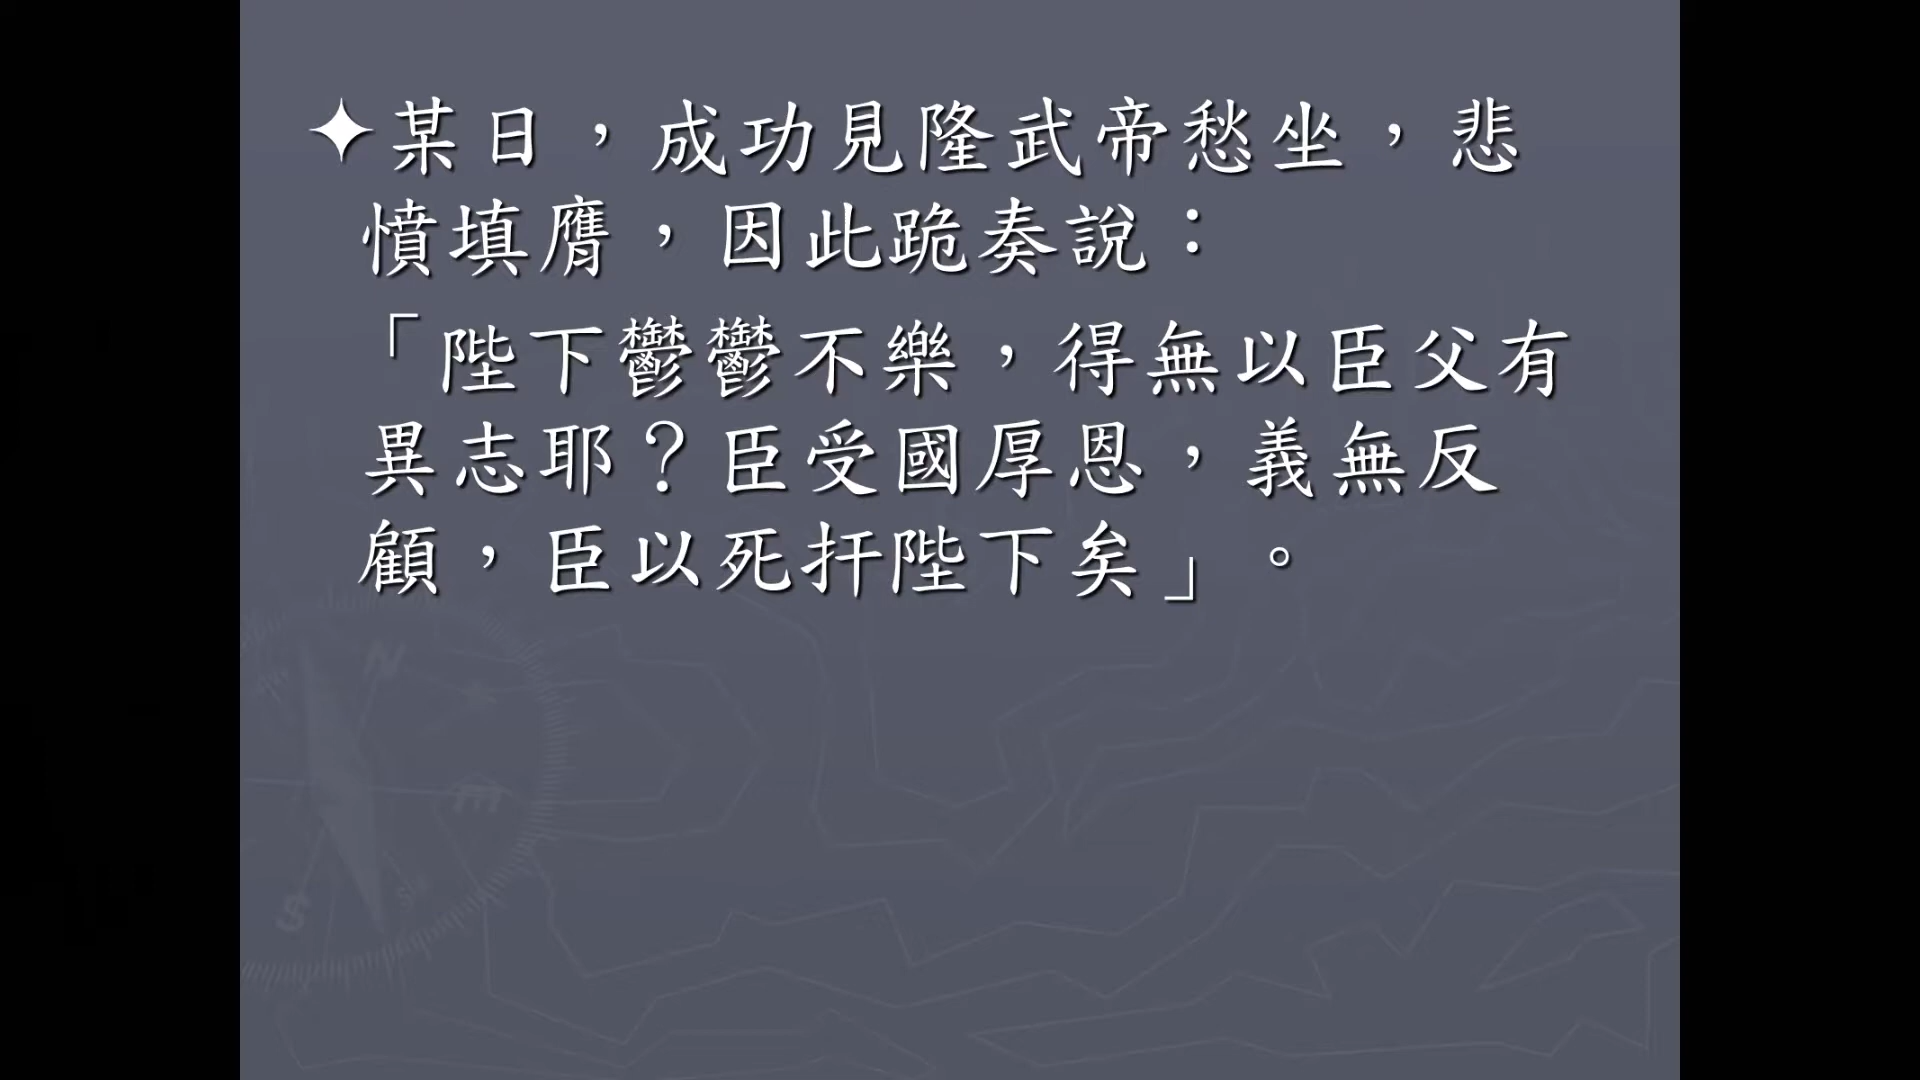 ✦某日，成功見隆武帝愁坐，悲
憤填膺，因此跪奏說：
「陛下鬱鬱不樂，得無以臣父有
異志耶？臣受國厚恩，義無反
顧，臣以死扞陛下矣」。
N
E
S